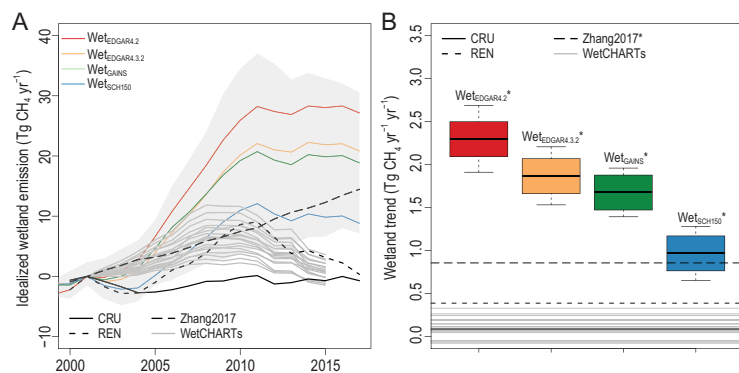 A
Idealized wetland emission (Tg CH4 yr-1)
40
30
20
10
0
−10
WetEDGAR4.2
WetEDGAR4.3.2
WetGAINS
WetSCH150
CRU
REN
Zhang2017
WetCHARTs
2000
2005
2010
2015
B
Wetland trend (Tg CH4 yr-1 yr-1)
3.5
3.0
2.5
2.0
1.5
1.0
0.5
0.0
CRU
REN
Zhang2017*
WetCHARTs
WetEDGAR4.2*
WetEDGAR4.3.2*
WetGAINS*
WetSCH150*